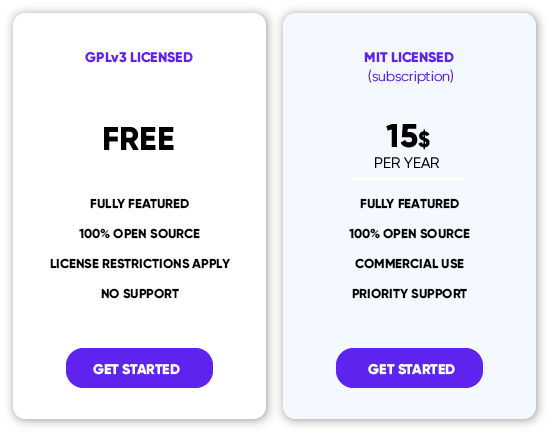 GPLv3 LICENSED
FREE
FULLY FEATURED
100% OPEN SOURCE
LICENSE RESTRICTIONS APPLY
NO SUPPORT
GET STARTED
MIT LICENSED
(subscription)
15$
PER YEAR
FULLY FEATURED
100% OPEN SOURCE
COMMERCIAL USE
PRIORITY SUPPORT
GET STARTED